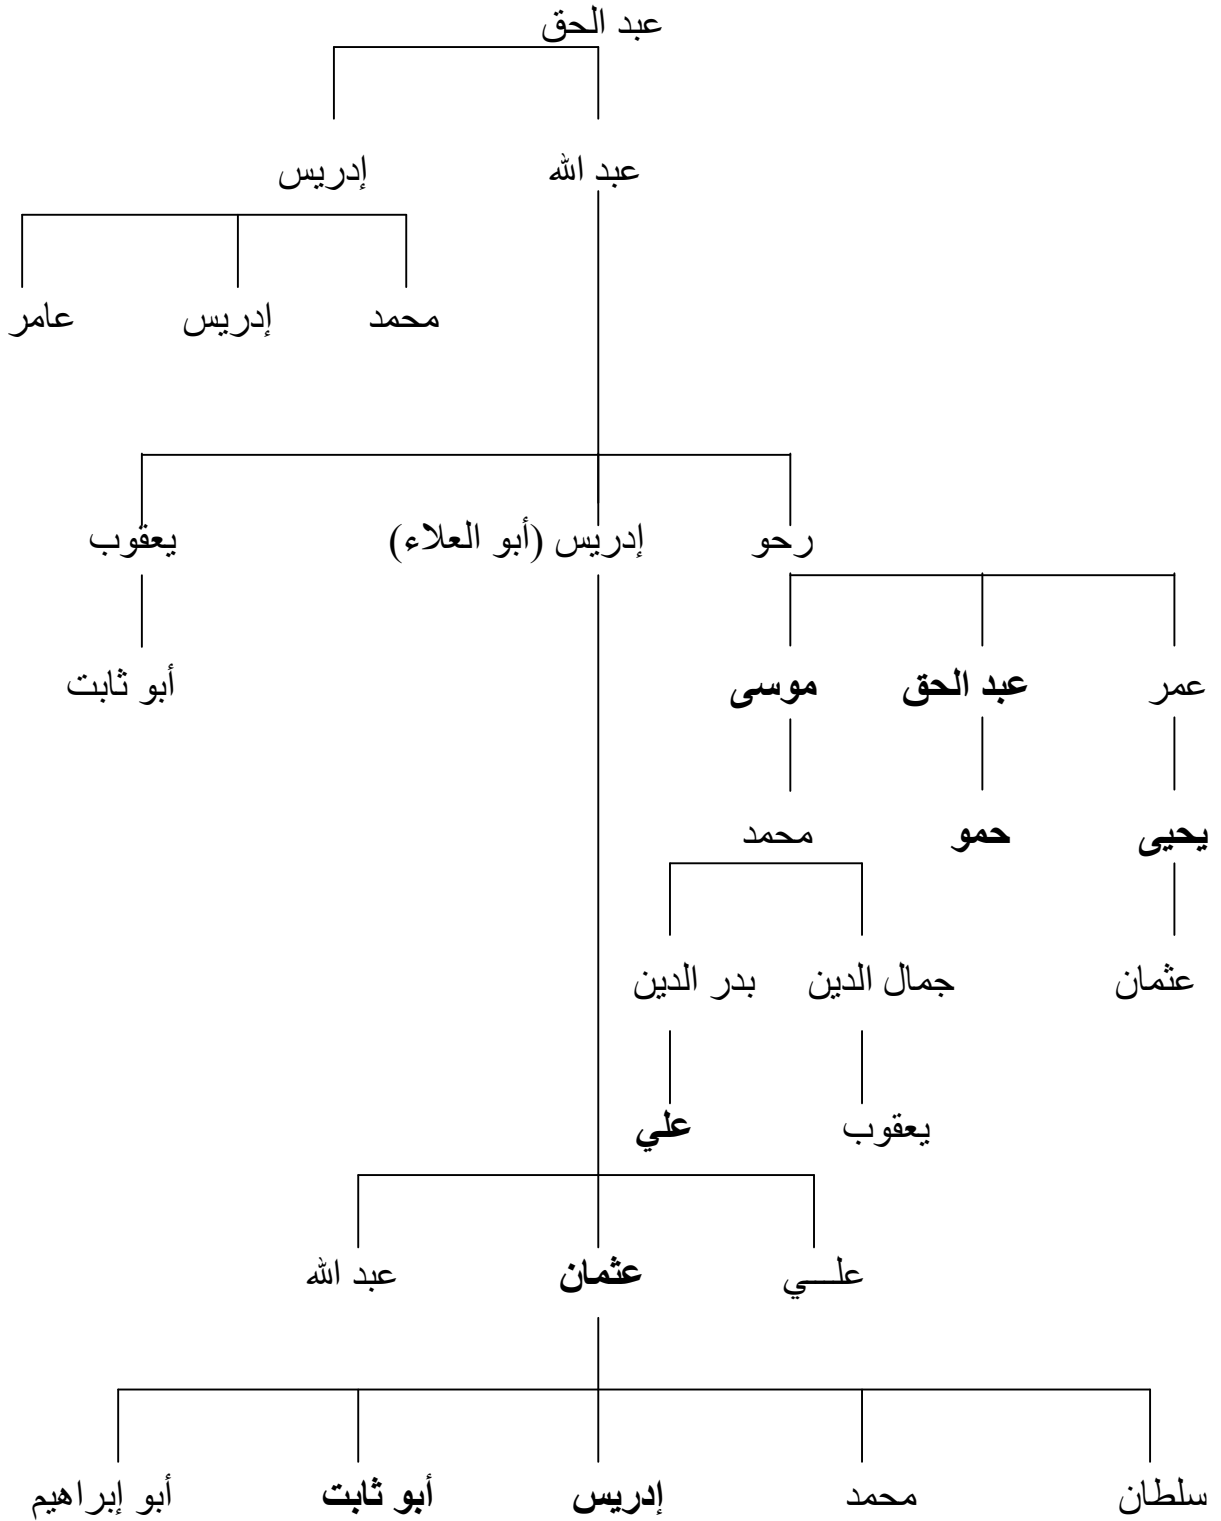 عبد الحق
عبد الله إدريس
محمد إدريس عامر
رحو إدريس (أبو العلاء) يعقوب
عمر عبد الحق موسى أبو ثابت
يحيى حمو محمد
عثمان جمال الدين بدر الدين
يعقوب علي
علــــي عثمان عبد الله
سلطان محمد إدريس أبو ثابت أبو إبراهيم